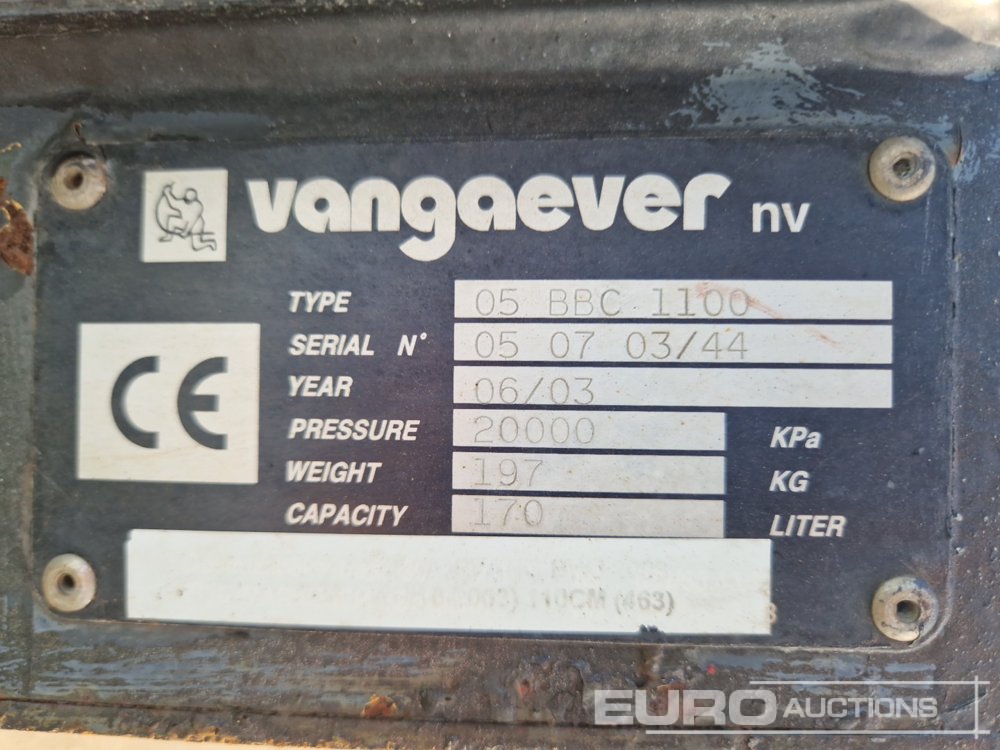 vangaever nv
TYPE 05 BBC 1100
SERIAL N° 05 07 03/44
YEAR 06/03
PRESSURE 20000 KPa
WEIGHT 197 KG
CAPACITY 170 LITER
CE
110CM (463)
EURO AUCTIONS